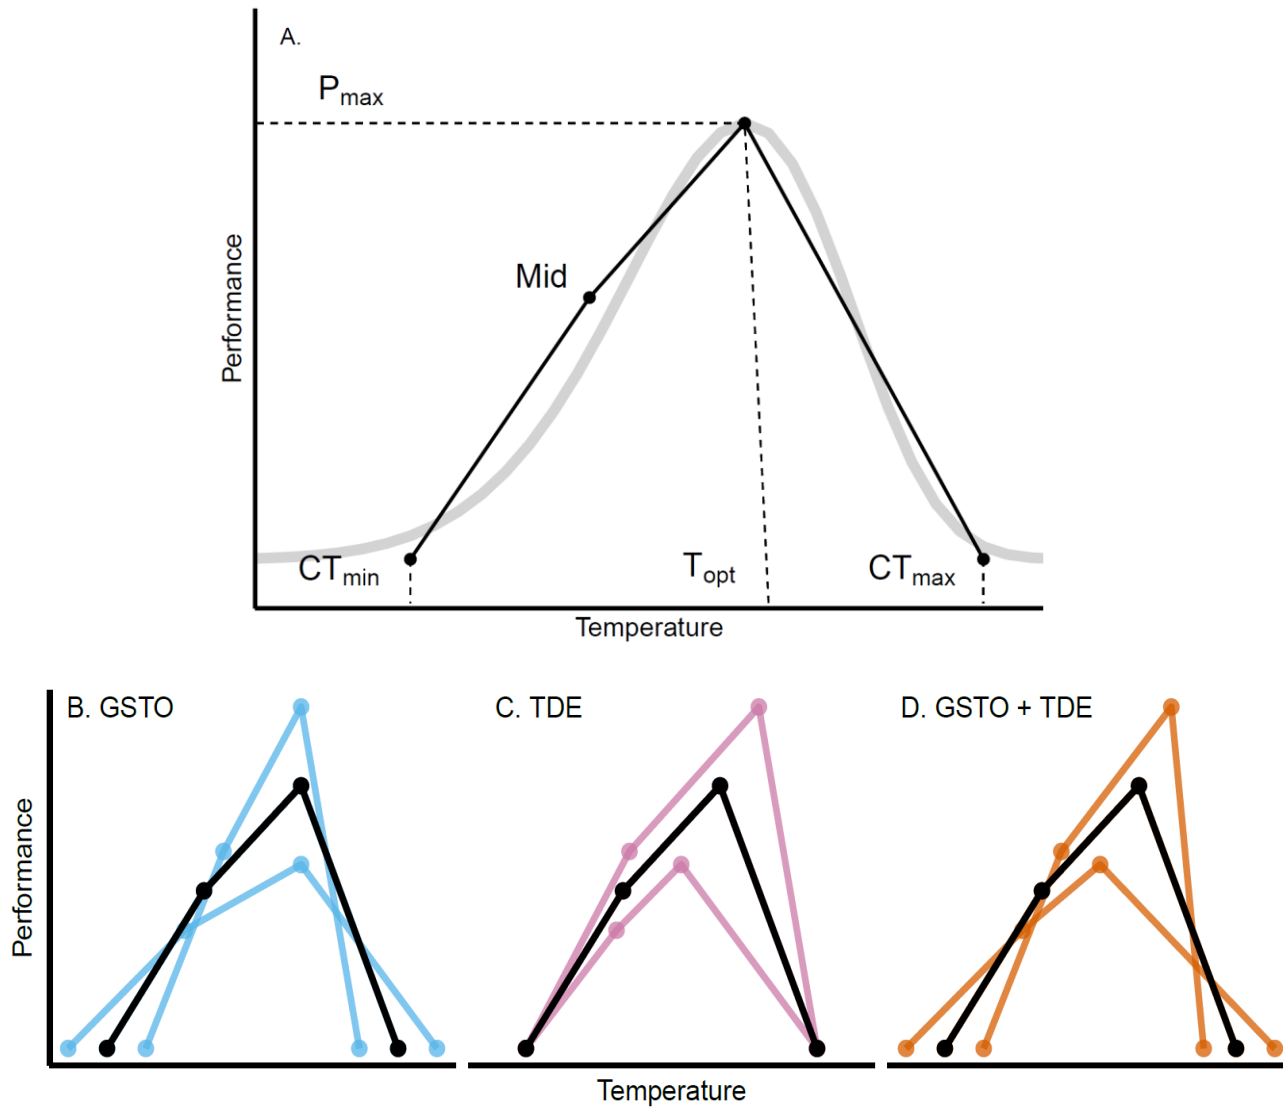 A.
Pmax
Mid
Performance
CTmin
Topt
CTmax
Temperature
B. GSTO
C. TDE
D. GSTO + TDE
Performance
Temperature